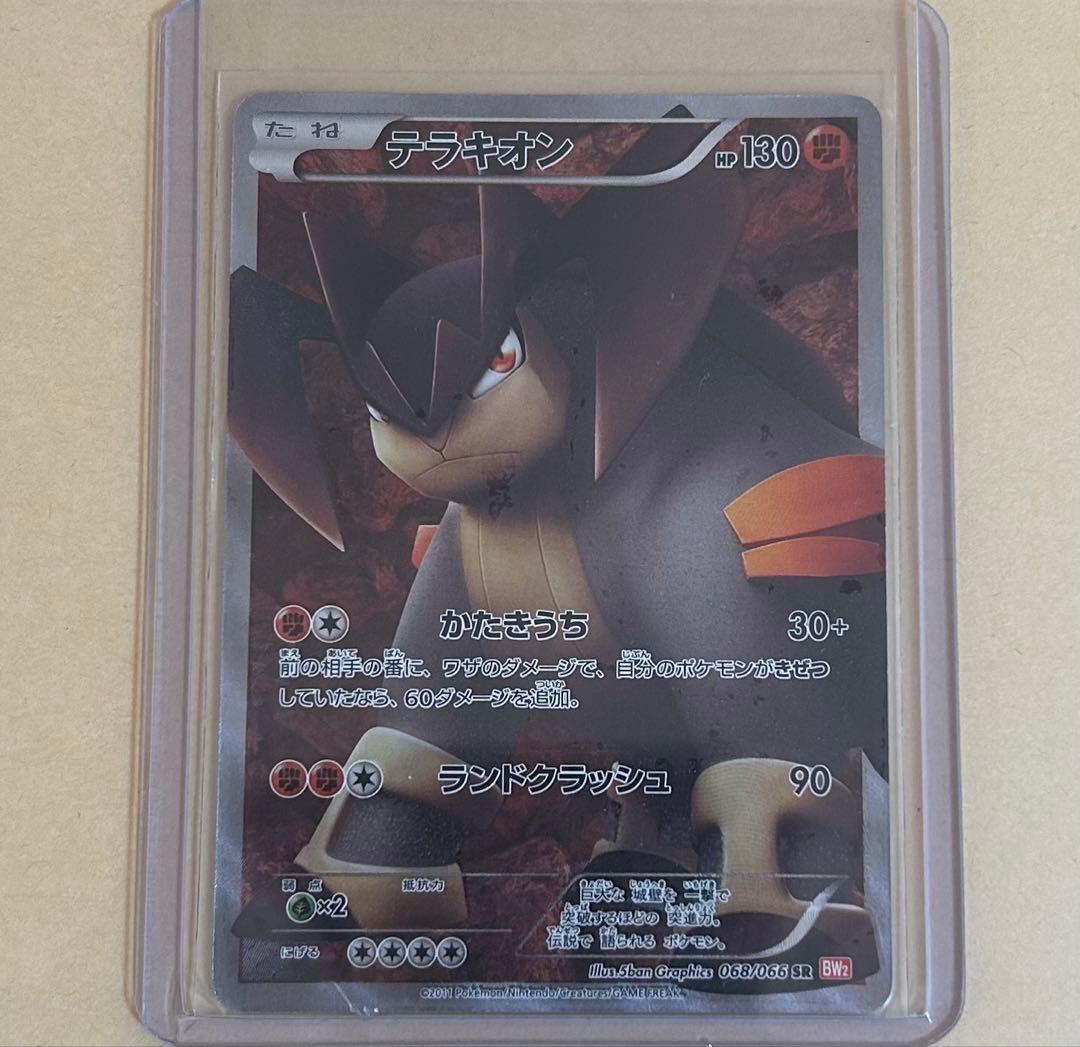 たね テラキオン HP130
かたきうち 30+
前の相手の番に、ワザのダメージで、自分のポケモンがきぜつ
していたなら、60ダメージを追加。
ランドクラッシュ 90
弱点 抵抗力
×2
にげる
巨大な 城壁を 一撃で
突破するほどの 突進力。
伝説で 語られる ポケモン。
Illus.5ban Graphics 068/066 SR BW2
©2011 Pokémon/Nintendo/Creatures/GAME FREAK